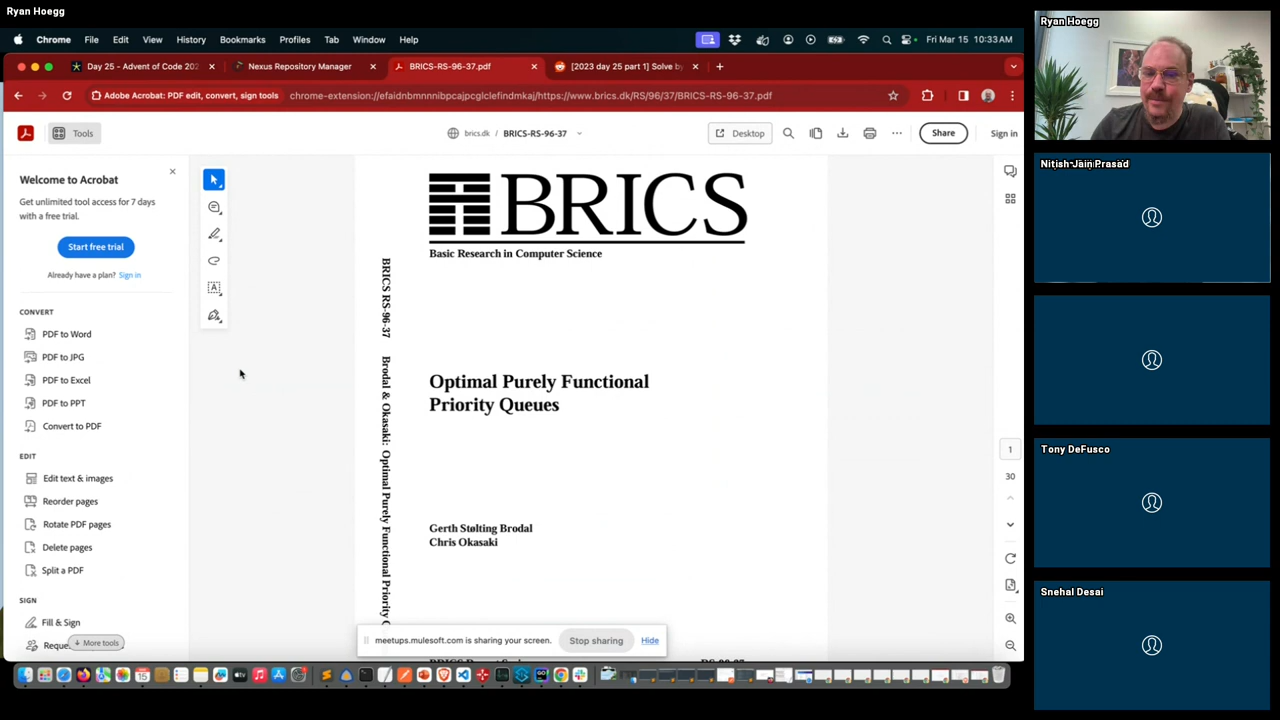 Ryan Hoegg
Chrome File Edit View History Bookmarks Profiles Tab Window Help
Fri Mar 15 10:33 AM
Day 25 - Advent of Code 202
Nexus Repository Manager
BRICS-RS-96-37.pdf
[2023 day 25 part 1] Solve by
Adobe Acrobat: PDF edit, convert, sign tools
chrome-extension://efaidnbmnnnibpcajpcglclefindmkaj/https://www.brics.dk/RS/96/37/BRICS-RS-96-37.pdf
Tools
brics.dk / BRICS-RS-96-37
Desktop
Share
Sign in
Welcome to Acrobat
Get unlimited tool access for 7 days
with a free trial.
Start free trial
Already have a plan? Sign in
CONVERT
PDF to Word
PDF to JPG
PDF to Excel
PDF to PPT
Convert to PDF
EDIT
Edit text & images
Reorder pages
Rotate PDF pages
Delete pages
Split a PDF
SIGN
Fill & Sign
Reque
More tools
BRICS
Basic Research in Computer Science
BRICS RS-96-37 Brodal & Okasaki: Optimal Purely Functional Priority
Optimal Purely Functional
Priority Queues
Gerth Stølting Brodal
Chris Okasaki
1
30
meetups.mulesoft.com is sharing your screen.
Stop sharing
Hide
Ryan Hoegg
Tony DeFusco
Snehal Desai